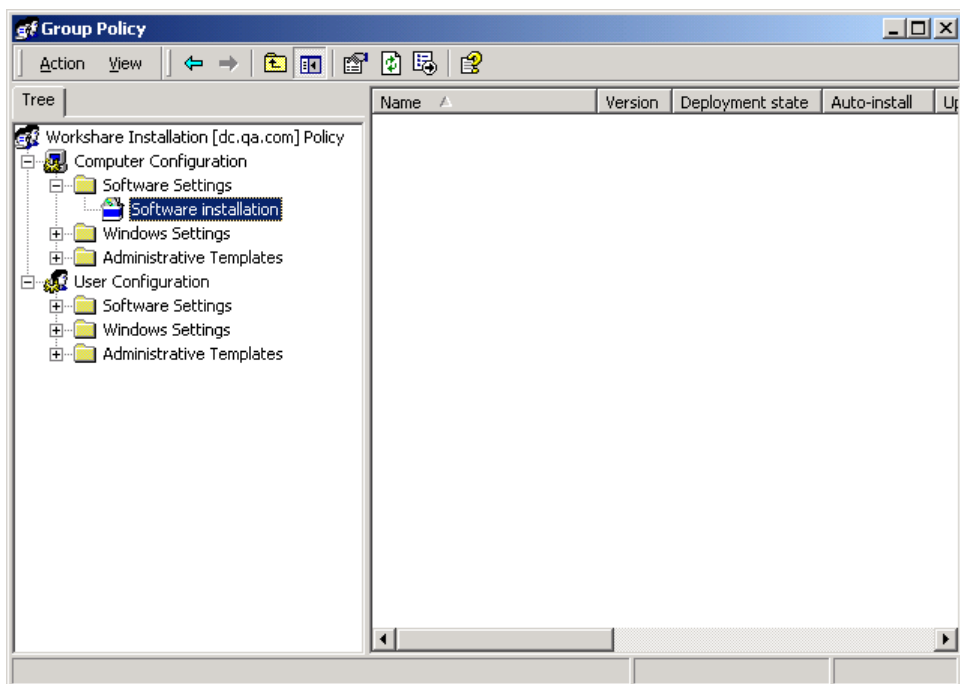 Group Policy
Action View
Tree
Name Version Deployment state Auto-install
Workshare Installation [dc.qa.com] Policy
Computer Configuration
Software Settings
Software installation
Windows Settings
Administrative Templates
User Configuration
Software Settings
Windows Settings
Administrative Templates